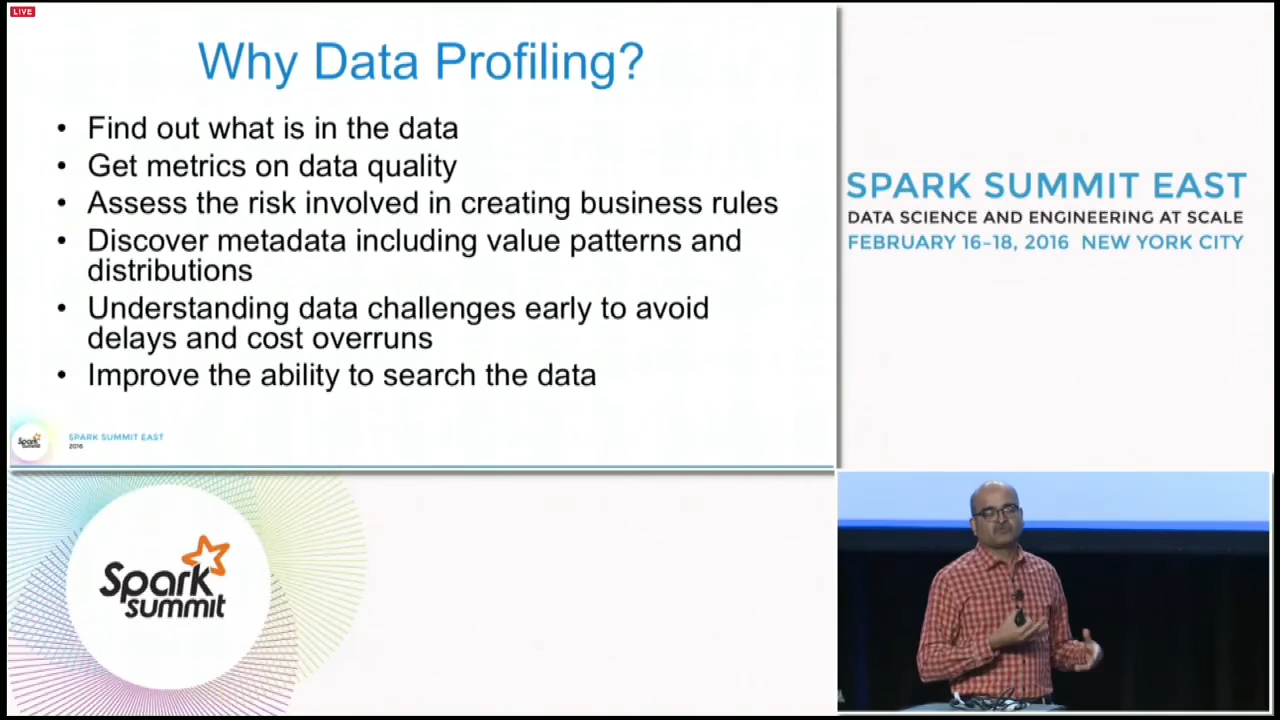 LIVE
Why Data Profiling?
• Find out what is in the data
• Get metrics on data quality
• Assess the risk involved in creating business rules
• Discover metadata including value patterns and
distributions
• Understanding data challenges early to avoid
delays and cost overruns
• Improve the ability to search the data
Spark
Summit
SPARK SUMMIT EAST
2016
SPARK SUMMIT EAST
DATA SCIENCE AND ENGINEERING AT SCALE
FEBRUARY 16–18, 2016 NEW YORK CITY
Spark
Summit